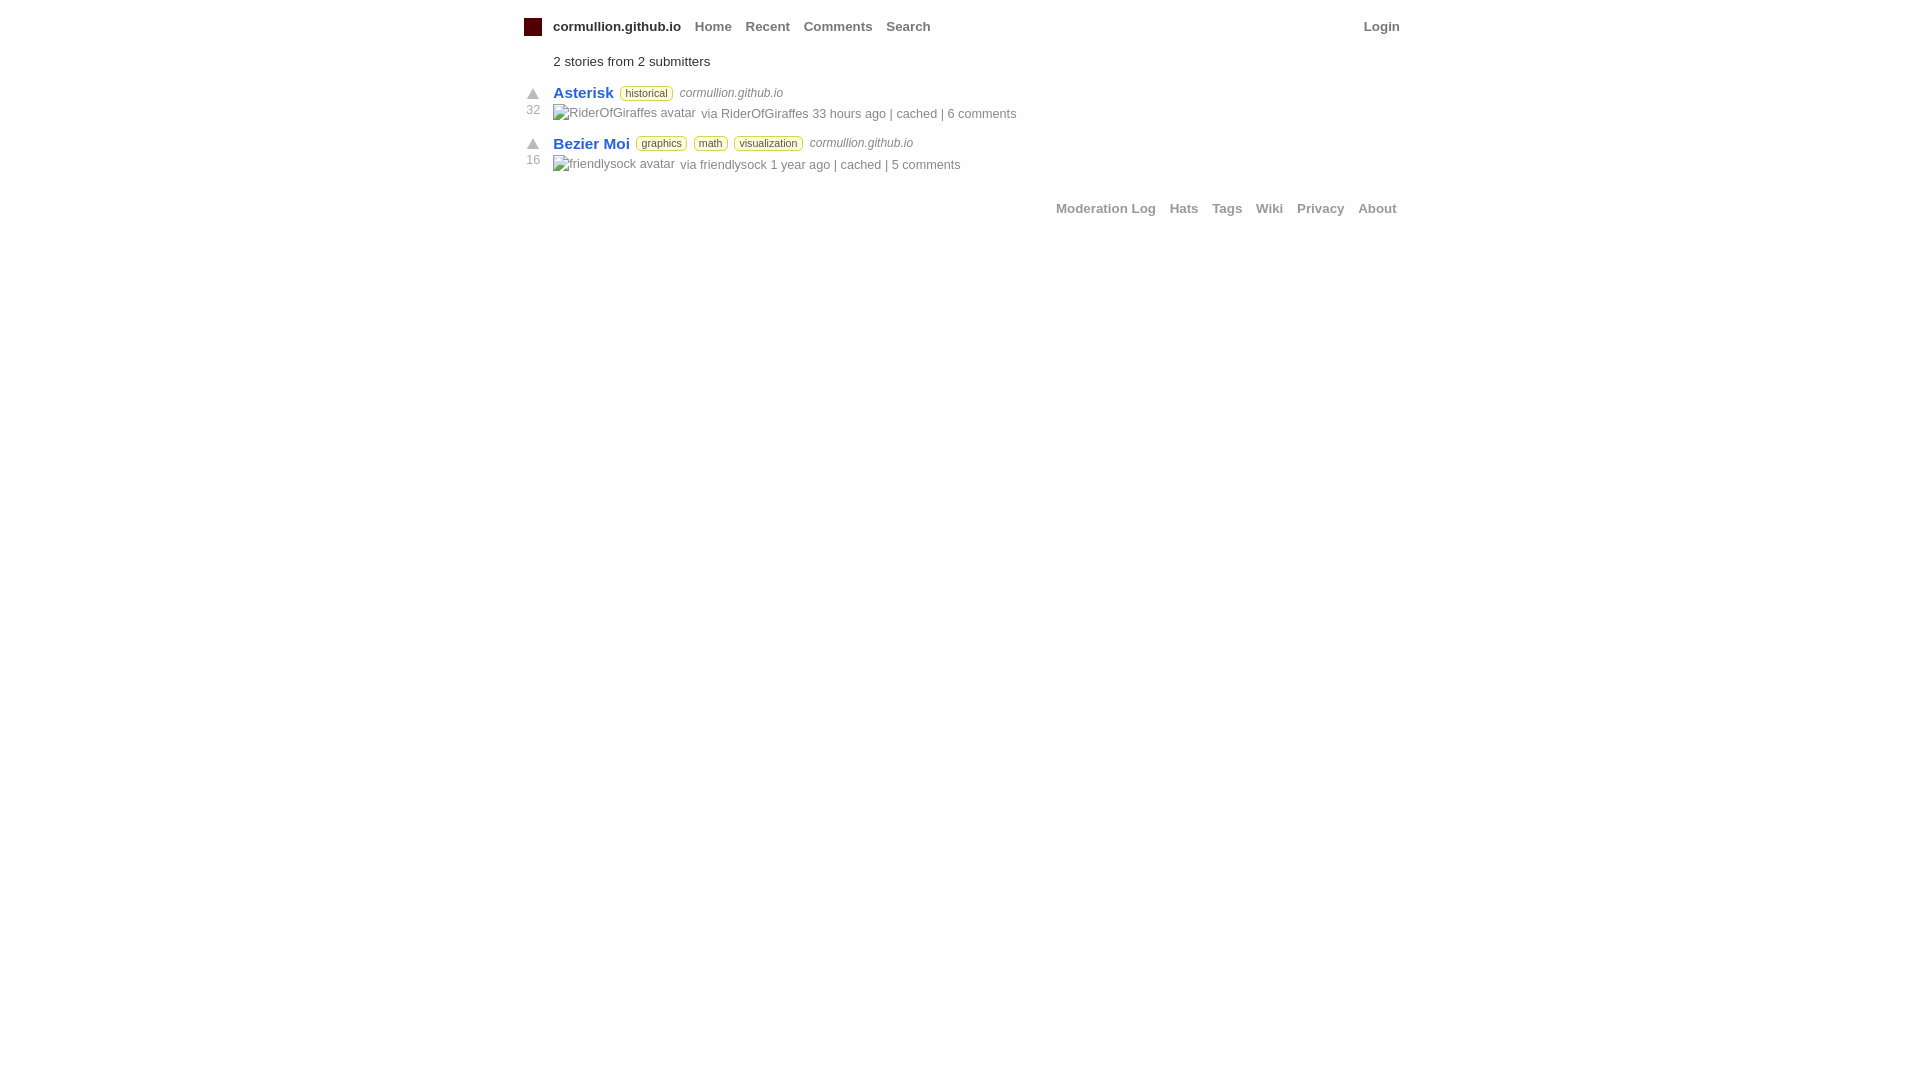 cormullion.github.io Home Recent Comments Search Login
2 stories from 2 submitters
Asterisk historical cormullion.github.io
32
RiderOfGiraffes avatar via RiderOfGiraffes 33 hours ago | cached | 6 comments
Bezier Moi graphics math visualization cormullion.github.io
16
friendlysock avatar via friendlysock 1 year ago | cached | 5 comments
Moderation Log Hats Tags Wiki Privacy About